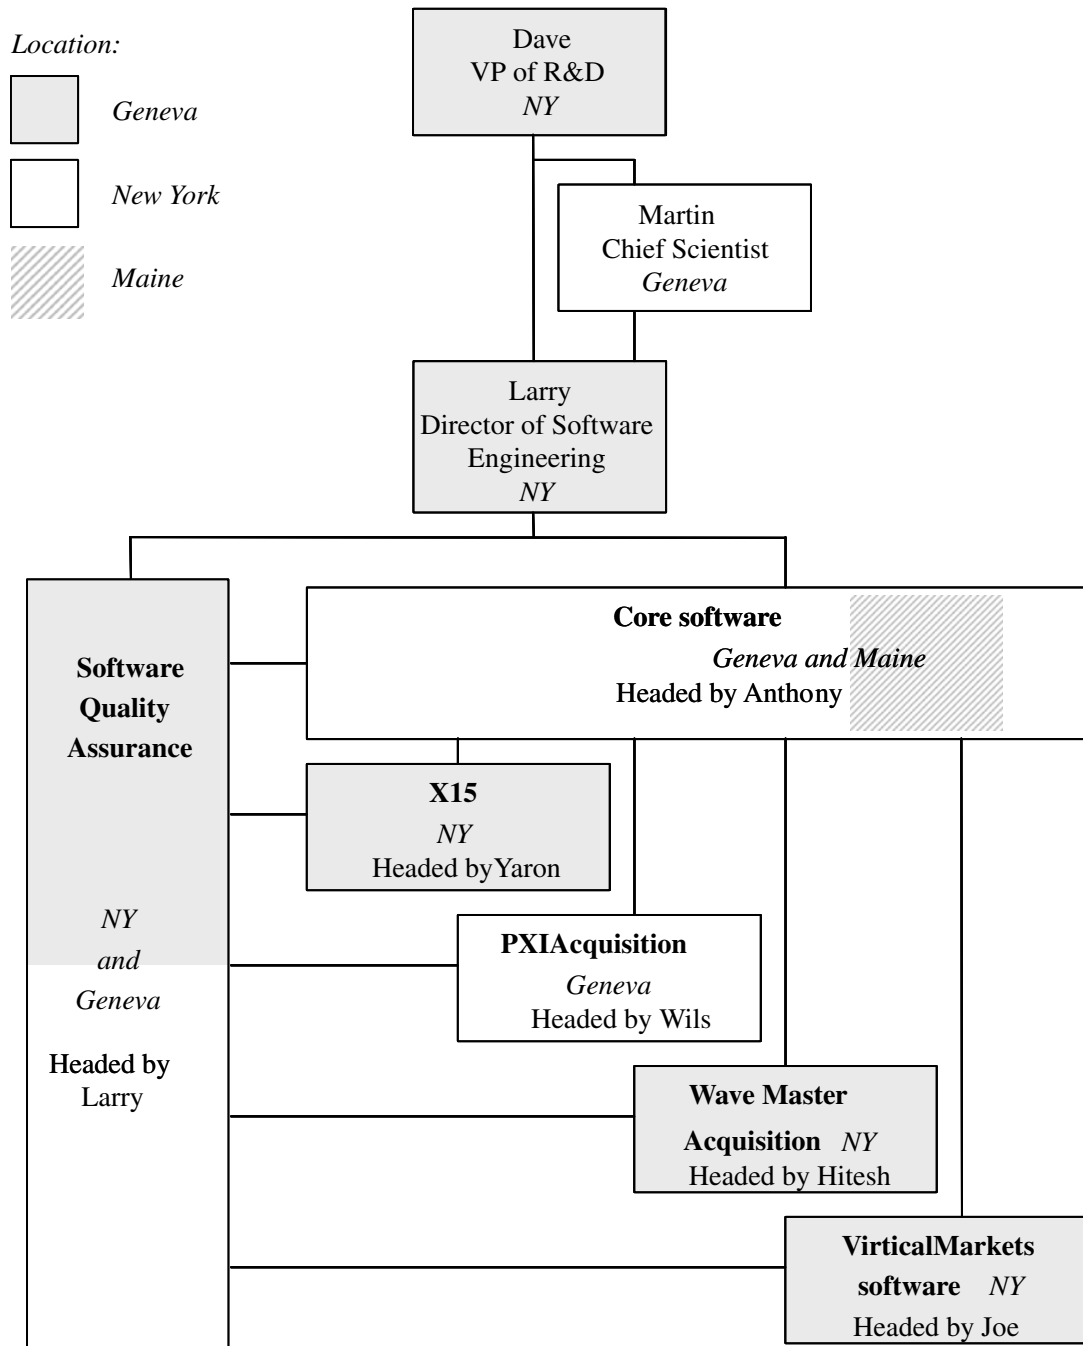 Location:
Geneva
New York
Maine
Dave
VP of R&D
NY
Martin
Chief Scientist
Geneva
Larry
Director of Software
Engineering
NY
Software
Quality
Assurance
NY
and
Geneva
Headed by
Larry
Core software
Geneva and Maine
Headed by Anthony
X15
NY
Headed byYaron
PXIAcquisition
Geneva
Headed by Wils
Wave Master
Acquisition NY
Headed by Hitesh
VirticalMarkets
software NY
Headed by Joe